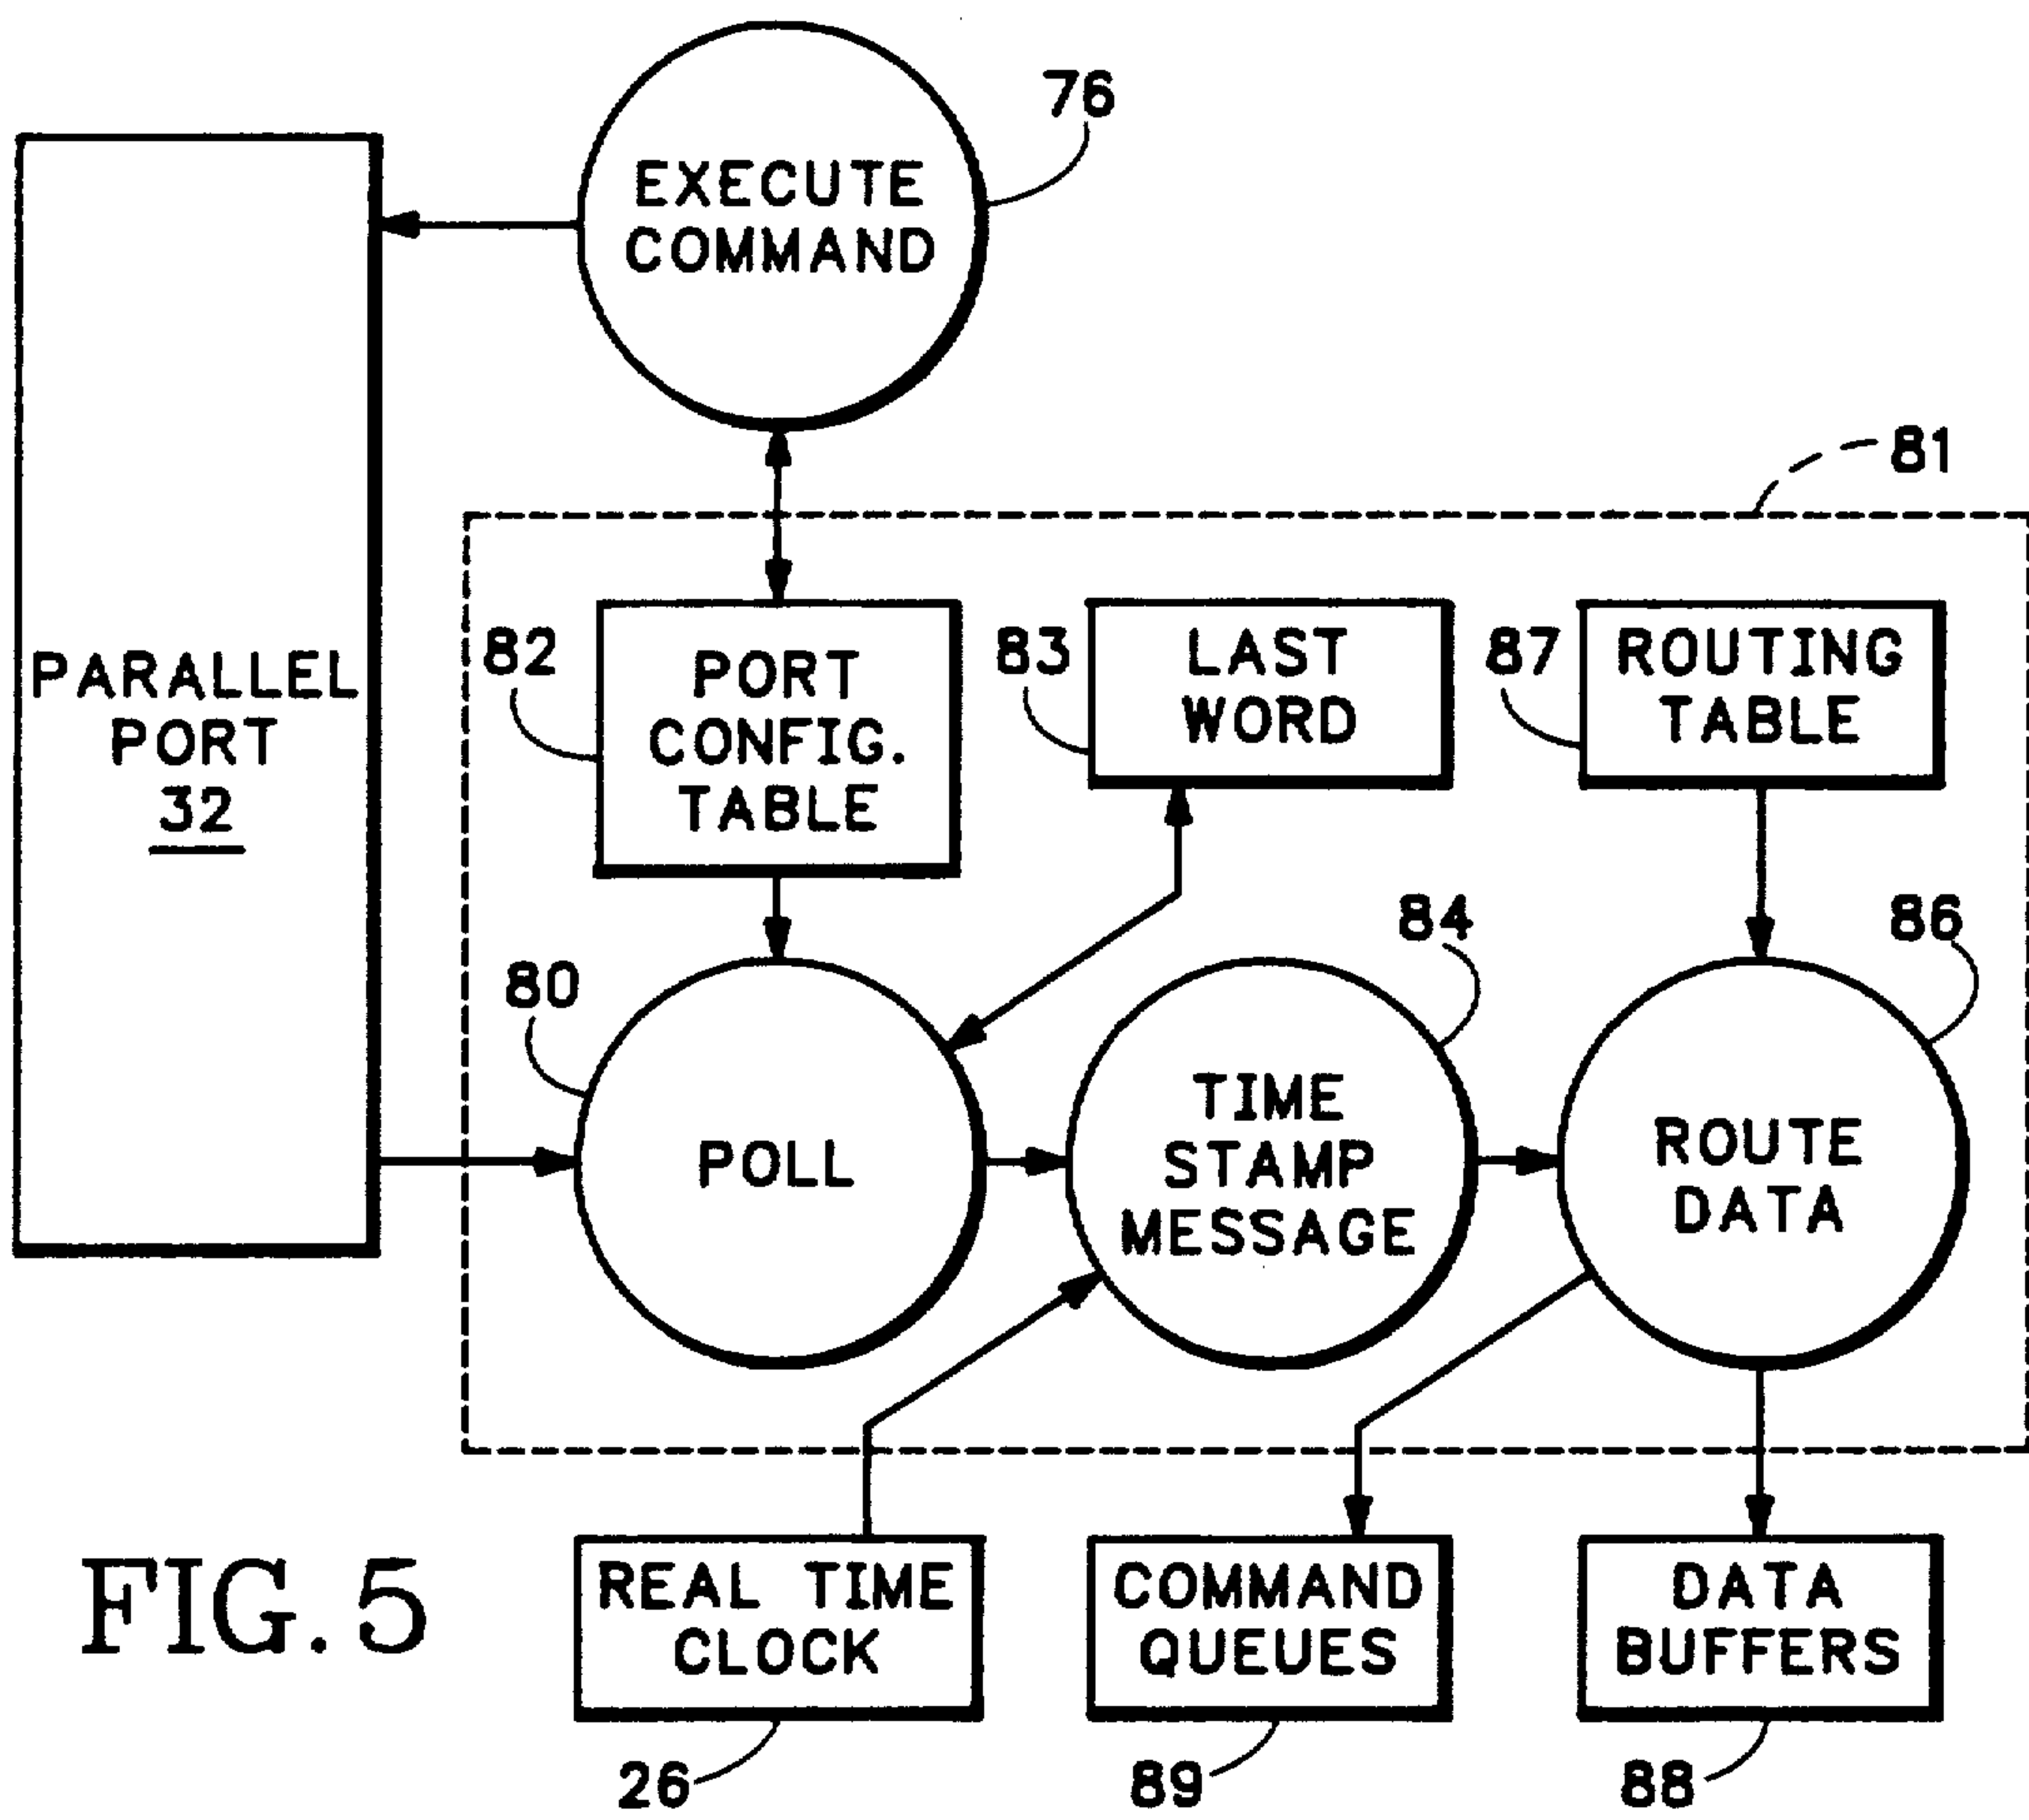 76
EXECUTE
COMMAND
81
PARALLEL
PORT
32
82
PORT
CONFIG.
TABLE
83
LAST
WORD
87
ROUTING
TABLE
80
POLL
84
TIME
STAMP
MESSAGE
86
ROUTE
DATA
REAL TIME
CLOCK
26
COMMAND
QUEUES
89
DATA
BUFFERS
88
FIG. 5